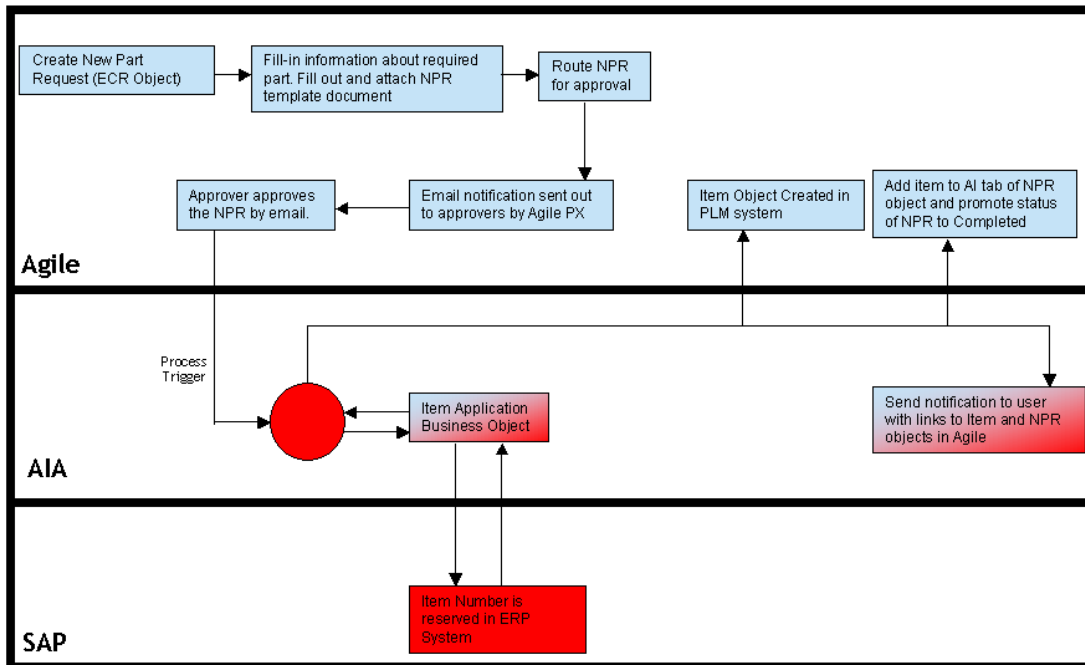 Create New Part
Request (ECR Object)
Fill-in information about required
part. Fill out and attach NPR
template document
Route NPR
for approval
Approver approves
the NPR by email.
Email notification sent out
to approvers by Agile PX
Item Object Created in
PLM system
Add item to AI tab of NPR
object and promote status
of NPR to Completed
Agile
Process
Trigger
Item Application
Business Object
Send notification to user
with links to Item and NPR
objects in Agile
AIA
Item Number is
reserved in ERP
System
SAP